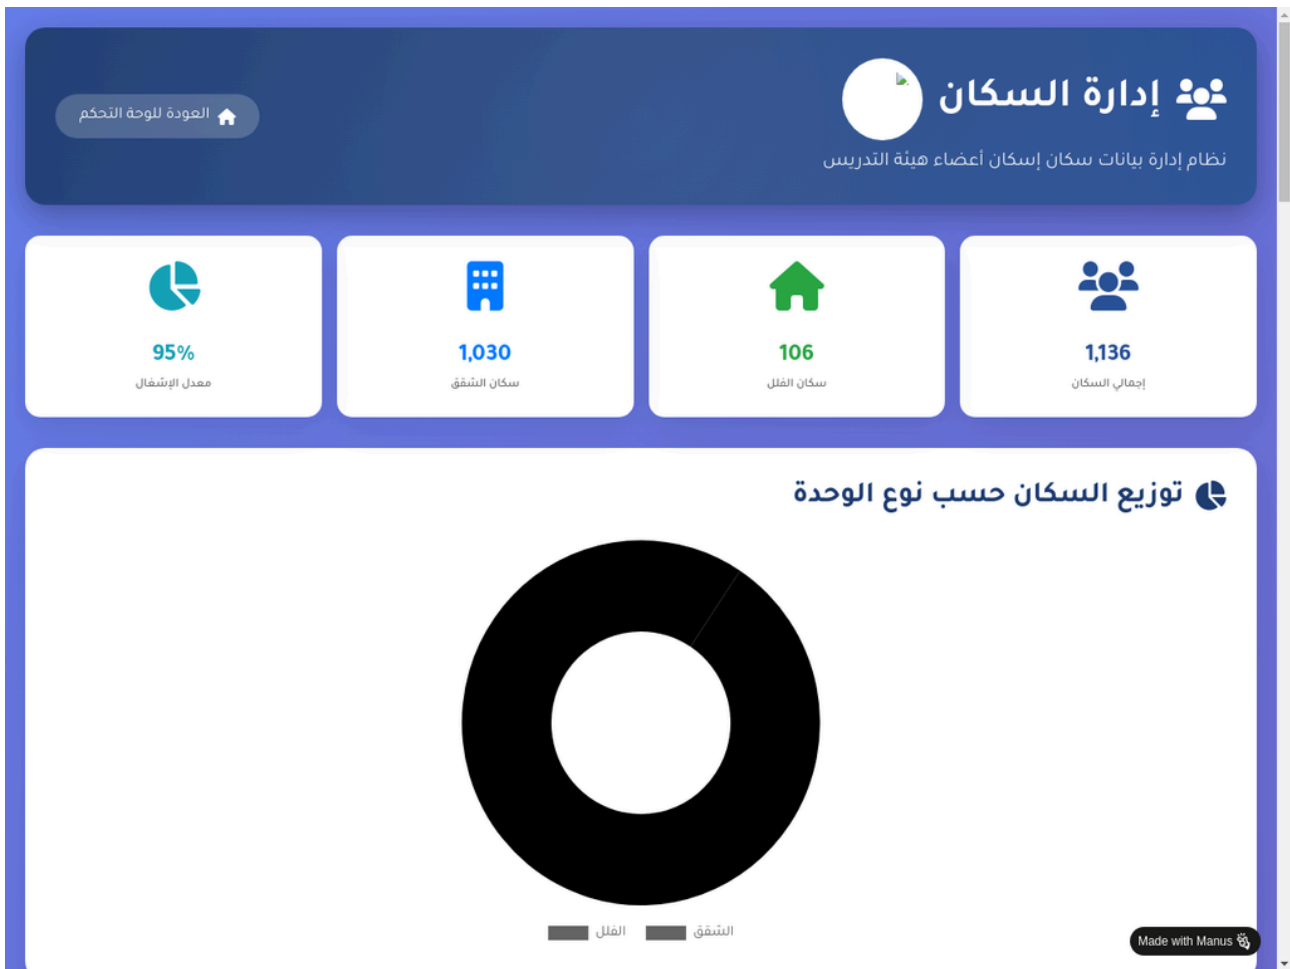 إدارة السكان
نظام إدارة بيانات سكان إسكان أعضاء هيئة التدريس
العودة للوحة التحكم
1,136
إجمالي السكان
106
سكان الفلل
1,030
سكان الشقق
95%
معدل الإشغال
توزيع السكان حسب نوع الوحدة
الشقق
الفلل
Made with Manus